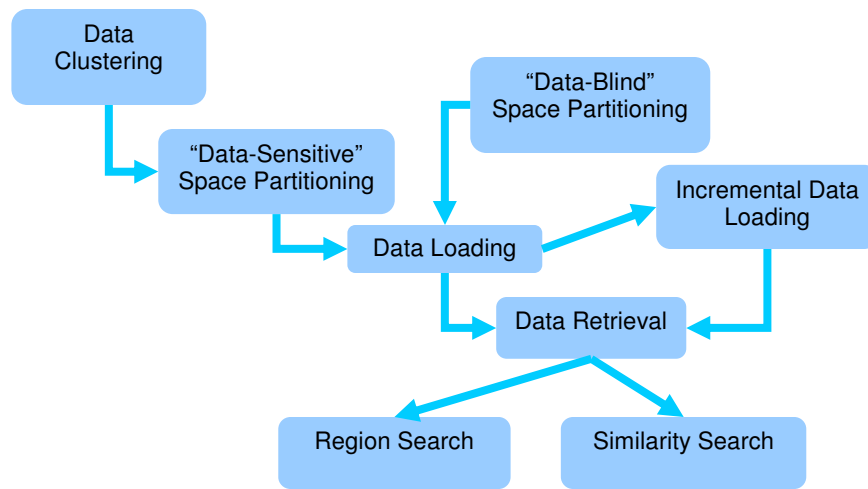 Data
Clustering
“Data-Blind”
Space Partitioning
“Data-Sensitive”
Space Partitioning
Incremental Data
Loading
Data Loading
Data Retrieval
Region Search
Similarity Search